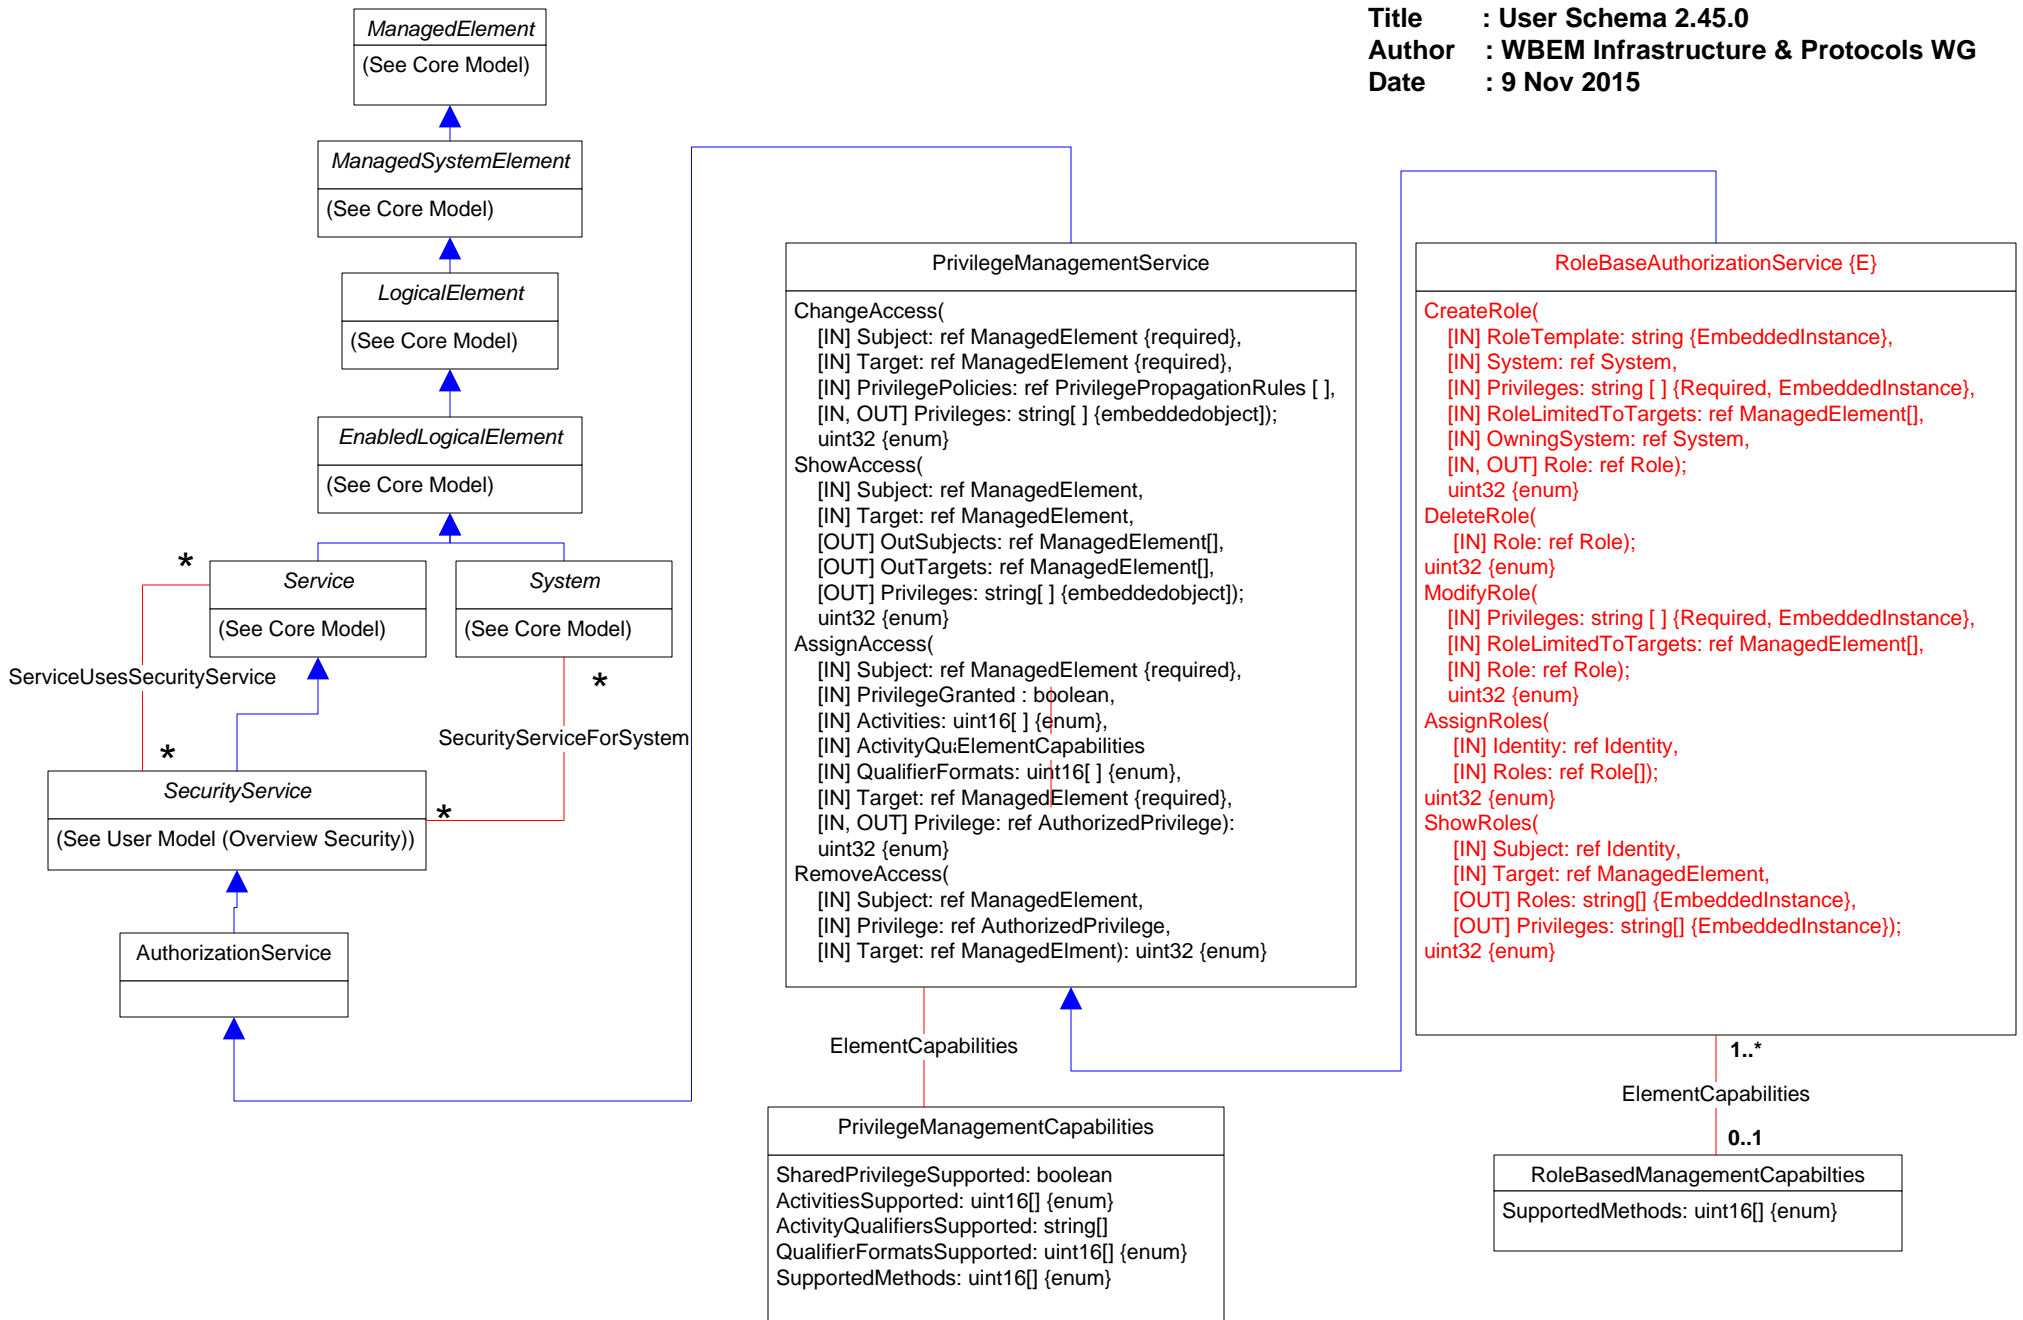 Title : User Schema 2.45.0
Author : WBEM Infrastructure & Protocols WG
Date : 9 Nov 2015
ManagedElement
(See Core Model)
ManagedSystemElement
(See Core Model)
LogicalElement
(See Core Model)
EnabledLogicalElement
(See Core Model)
*
Service
(See Core Model)
System
(See Core Model)
ServiceUsesSecurityService
*
SecurityServiceForSystem
*
SecurityService
*
(See User Model (Overview Security))
AuthorizationService
PrivilegeManagementService
ChangeAccess(
[IN] Subject: ref ManagedElement {required},
[IN] Target: ref ManagedElement {required},
[IN] PrivilegePolicies: ref PrivilegePropagationRules [ ],
[IN, OUT] Privileges: string[ ] {embeddedobject]);
uint32 {enum}
ShowAccess(
[IN] Subject: ref ManagedElement,
[IN] Target: ref ManagedElement,
[OUT] OutSubjects: ref ManagedElement[],
[OUT] OutTargets: ref ManagedElement[],
[OUT] Privileges: string[ ] {embeddedobject]);
uint32 {enum}
AssignAccess(
[IN] Subject: ref ManagedElement {required},
[IN] PrivilegeGranted : boolean,
[IN] Activities: uint16[ ] {enum},
[IN] ActivityQu ElementCapabilities
[IN] QualifierFormats: uint16[ ] {enum},
[IN] Target: ref ManagedElement {required},
[IN, OUT] Privilege: ref AuthorizedPrivilege):
uint32 {enum}
RemoveAccess(
[IN] Subject: ref ManagedElement,
[IN] Privilege: ref AuthorizedPrivilege,
[IN] Target: ref ManagedElment): uint32 {enum}
ElementCapabilities
PrivilegeManagementCapabilities
SharedPrivilegeSupported: boolean
ActivitiesSupported: uint16[] {enum}
ActivityQualifiersSupported: string[]
QualifierFormatsSupported: uint16[] {enum}
SupportedMethods: uint16[] {enum}
RoleBaseAuthorizationService {E}
CreateRole(
[IN] RoleTemplate: string {EmbeddedInstance},
[IN] System: ref System,
[IN] Privileges: string [ ] {Required, EmbeddedInstance},
[IN] RoleLimitedToTargets: ref ManagedElement[],
[IN] OwningSystem: ref System,
[IN, OUT] Role: ref Role);
uint32 {enum}
DeleteRole(
[IN] Role: ref Role);
uint32 {enum}
ModifyRole(
[IN] Privileges: string [ ] {Required, EmbeddedInstance},
[IN] RoleLimitedToTargets: ref ManagedElement[],
[IN] Role: ref Role);
uint32 {enum}
AssignRoles(
[IN] Identity: ref Identity,
[IN] Roles: ref Role[]);
uint32 {enum}
ShowRoles(
[IN] Subject: ref Identity,
[IN] Target: ref ManagedElement,
[OUT] Roles: string[] {EmbeddedInstance},
[OUT] Privileges: string[] {EmbeddedInstance});
uint32 {enum}
1..*
ElementCapabilities
0..1
RoleBasedManagementCapabilties
SupportedMethods: uint16[] {enum}